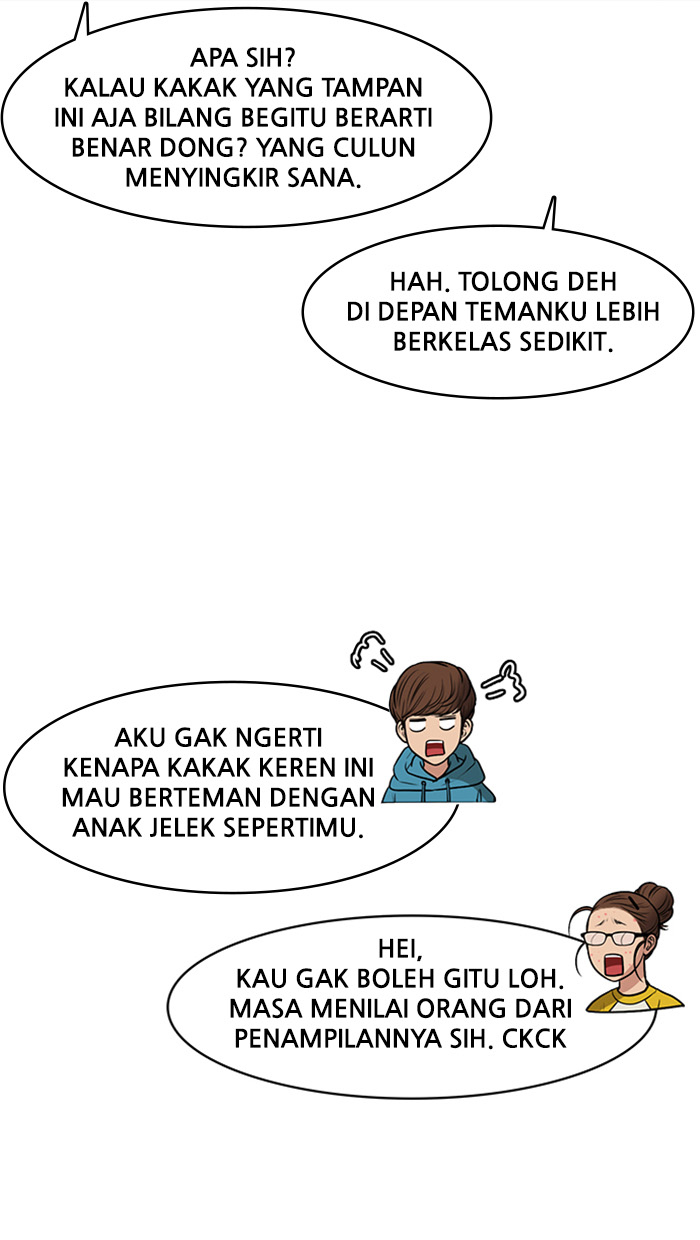 APA SIH?
KALAU KAKAK YANG TAMPAN
INI AJA BILANG BEGITU BERARTI
BENAR DONG? YANG CULUN
MENYINGKIR SANA.
HAH. TOLONG DEH
DI DEPAN TEMANKU LEBIH
BERKELAS SEDIKIT.
AKU GAK NGERTI
KENAPA KAKAK KEREN INI
MAU BERTEMAN DENGAN
ANAK JELEK SEPERTIMU.
HEI,
KAU GAK BOLEH GITU LOH.
MASA MENILAI ORANG DARI
PENAMPILANNYA SIH. CKCK